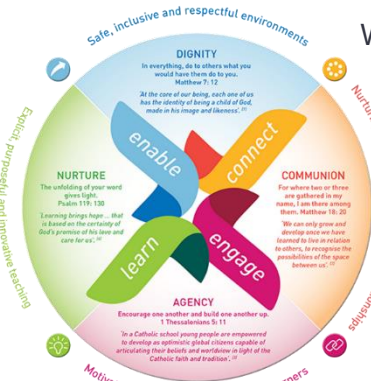 Safe, inclusive and respectful environments
W
DIGNITY
In everything, do to others what you
would have them do to you.
Matthew 7: 12
'At the core of our being, each one of us
has the identity of being a child of God,
made in his image and likeness'.
enable
connect
NURTURE
The unfolding of your word
gives light.
Psalm 119: 130
'Learning brings hope ... that
is based on the certainty of
God's promise of his love and
care for us'.
COMMUNION
For where two or three
are gathered in my
name, I am there among
them. Matthew 18: 20
'We can only grow and
develop once we have
learned to live in relation
to others, to recognise the
possibilities of the space
between us'.
learn
engage
AGENCY
Encourage one another and build one another up.
1 Thessalonians 5: 11
'In a Catholic school young people are empowered
to develop as optimistic global citizens capable of
articulating their beliefs and worldview in light of the
Catholic faith and tradition'.
Explicit, purposeful and innovative teaching